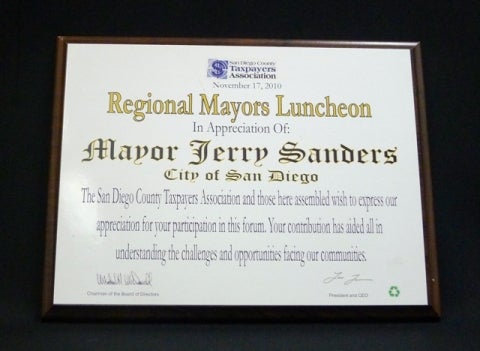 San Diego County
Taxpayers
Association
November 17, 2010
Regional Mayors Luncheon
In Appreciation Of:
Mayor Jerry Sanders
City of San Diego
The San Diego County Taxpayers Association and those here assembled wish to express our
appreciation for your participation in this forum. Your contribution has aided all in
understanding the challenges and opportunities facing our communities.
Chairman of the Board of Directors
President and CEO